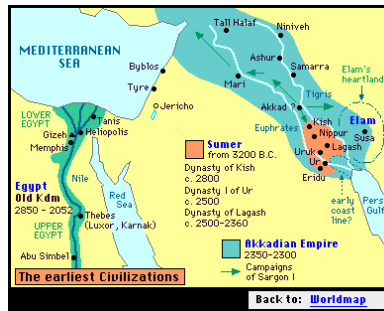 Tall Halaf
Niniveh
MEDITERRANEAN
SEA
Ashur
Samarra
Elam's
heartland
Byblos
Mari
Tigris
Tyre
Jericho
Akkad ?
LOWER
EGYPT
Tanis
Euphrates
Kish
Elam
Gizeh
Heliopolis
Nippur
Susa
Memphis
Sumer
from 3200 B.C.
Lagash
Uruk
Dynasty of Kish
c. 2800
Ur
Eridu
Egypt
Old Kdm
2850 - 2052
Nile
Red
Sea
Dynasty I of Ur
c. 2500
early
coast
line?
Pers
Gulf
Dynasty of Lagash
c. 2500-2360
Thebes
(Luxor, Karnak)
UPPER
EGYPT
Akkadian Empire
2350-2300
Abu Simbel
Campaigns
of Sargon I
The earliest Civilizations
Back to: Worldmap